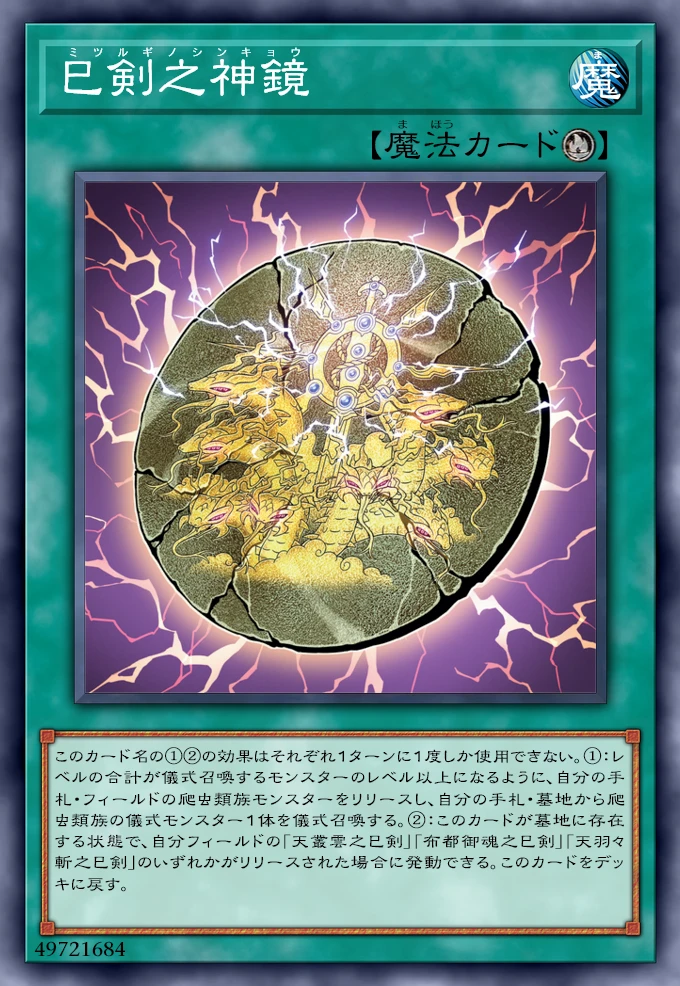 ミツルギノシンキョウ
巳剣之神鏡
ま
魔
ま ほう
【魔法カード】
このカード名の①②の効果はそれぞれ1ターンに1度しか使用できない。①:レ
ベルの合計が儀式召喚するモンスターのレベル以上になるように、自分の手
札・フィールドの爬虫類族モンスターをリリースし、自分の手札・墓地から爬
虫類族の儀式モンスター1体を儀式召喚する。②:このカードが墓地に存在
する状態で、自分フィールドの「天叢雲之巳剣」「布都御魂之巳剣」「天羽々
斬之巳剣」のいずれかがリリースされた場合に発動できる。このカードをデッ
キに戻す。
49721684